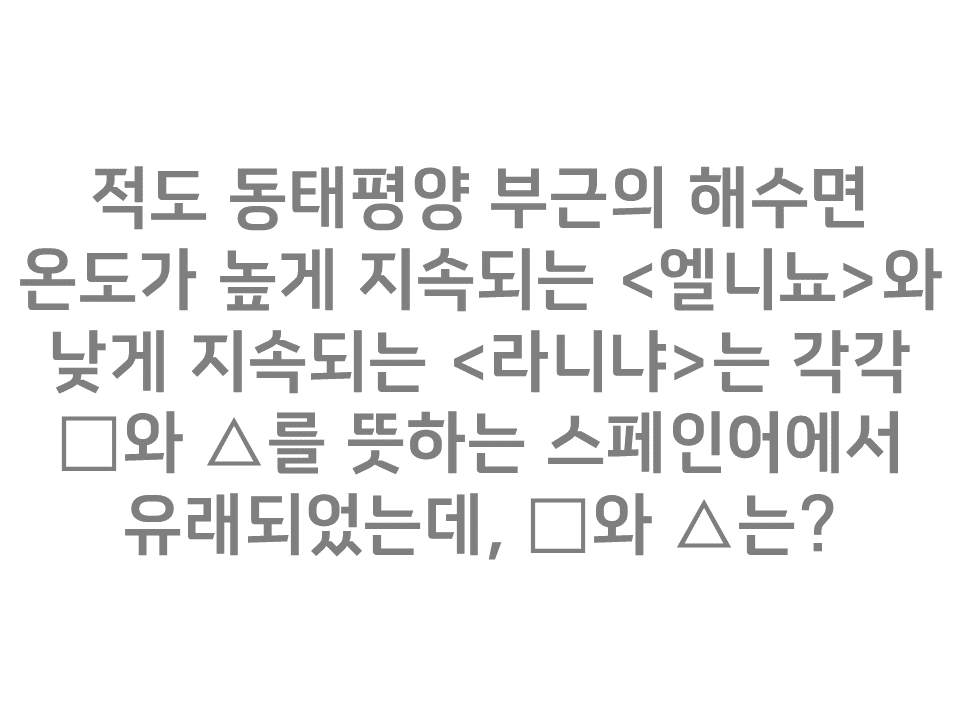 적도 동태평양 부근의 해수면
온도가 높게 지속되는 <엘니뇨>와
낮게 지속되는 <라니냐>는 각각
□와 △를 뜻하는 스페인어에서
유래되었는데, □와 △는?